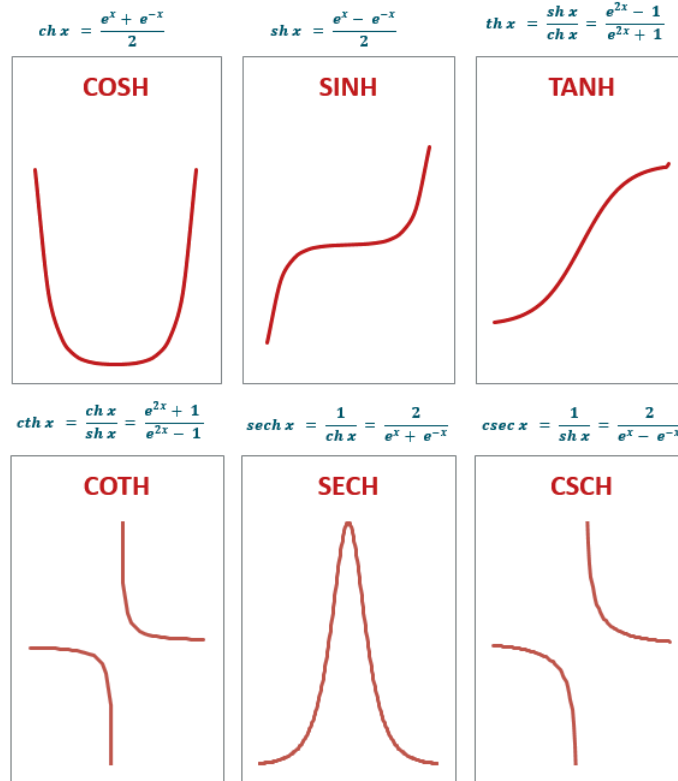 ch x = (e^x + e^-x)/2
sh x = (e^x − e^-x)/2
th x = sh x/ch x = (e^2x − 1)/(e^2x + 1)
COSH
SINH
TANH
cth x = ch x/sh x = (e^2x + 1)/(e^2x − 1)
sech x = 1/ch x = 2/(e^x + e^-x)
csec x = 1/sh x = 2/(e^x − e^-x)
COTH
SECH
CSCH